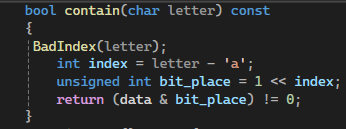 bool contain(char letter) const
{
BadIndex(letter);
int index = letter - 'a';
unsigned int bit_place = 1 << index;
return (data & bit_place) != 0;
}